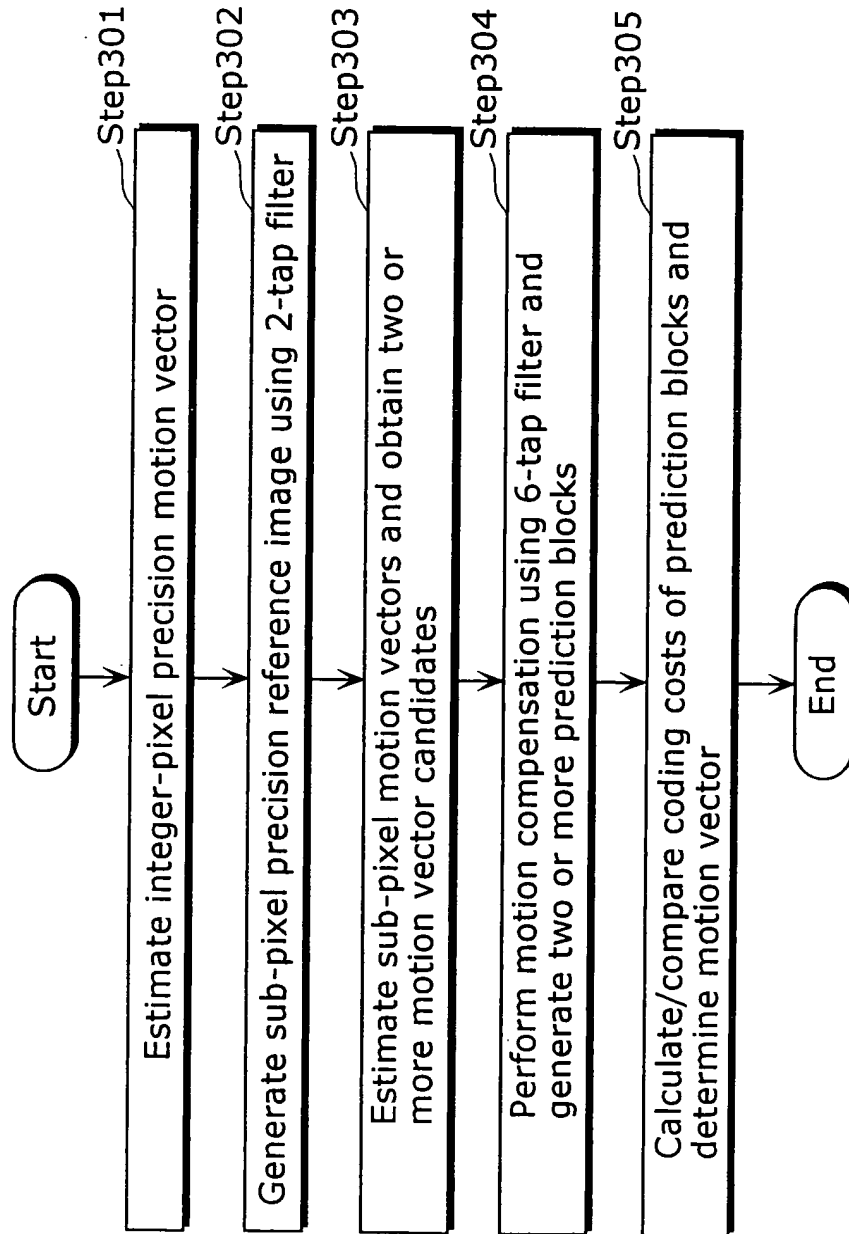 Start
Step301
Estimate integer-pixel precision motion vector
Step302
Generate sub-pixel precision reference image using 2-tap filter
Step303
Estimate sub-pixel motion vectors and obtain two or
more motion vector candidates
Step304
Perform motion compensation using 6-tap filter and
generate two or more prediction blocks
Step305
Calculate/compare coding costs of prediction blocks and
determine motion vector
End